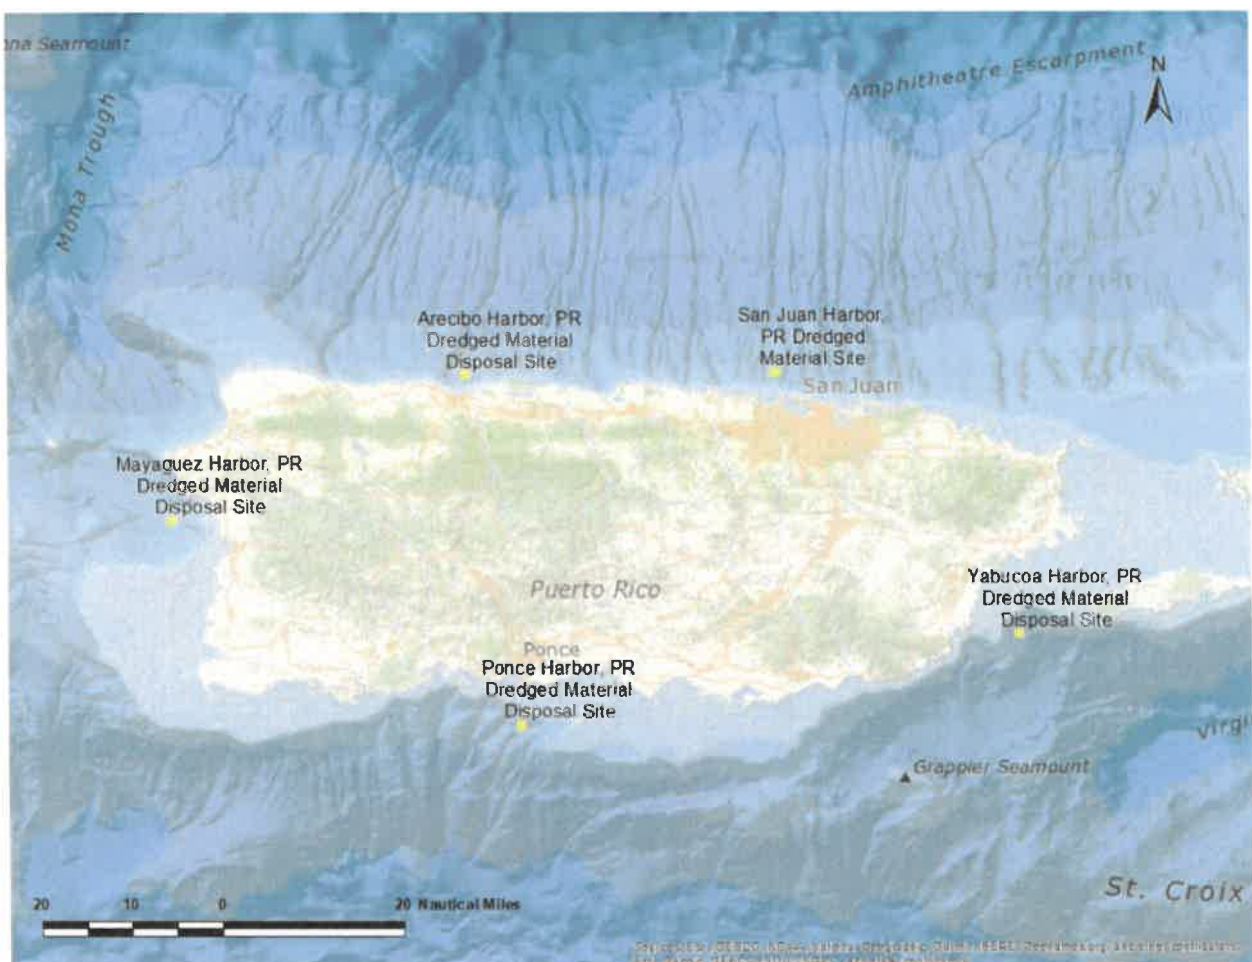 na Seamount
Amphitheatre Escarpment
N
Mona Trough
Arecibo Harbor, PR
Dredged Material
Disposal Site
San Juan Harbor,
PR Dredged
Material Site
San Juan
Mayaguez Harbor, PR
Dredged Material
Disposal Site
Puerto Rico
Yabucoa Harbor, PR
Dredged Material
Disposal Site
Ponce
Ponce Harbor, PR
Dredged Material
Disposal Site
Virgi
Grappler Seamount
St. Croix
20 10 0 20 Nautical Miles